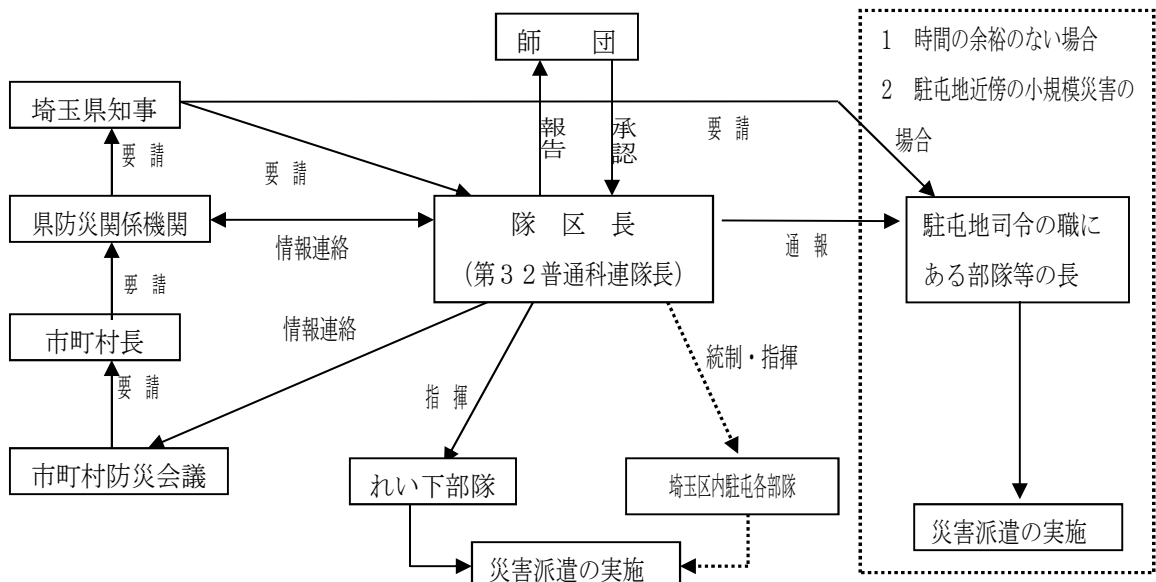 師　　団
1　時間の余裕のない場合
2　駐屯地近傍の小規模災害の
場合
埼玉県知事
報告
承認
要請
要請
要請
県防災関係機関
情報連絡
隊　区　長
(第３２普通科連隊長)
通報
駐屯地司令の職に
ある部隊等の長
要請
市町村長
情報連絡
統制・指揮
要請
指揮
市町村防災会議
れい下部隊
埼玉区内駐屯各部隊
災害派遣の実施
災害派遣の実施